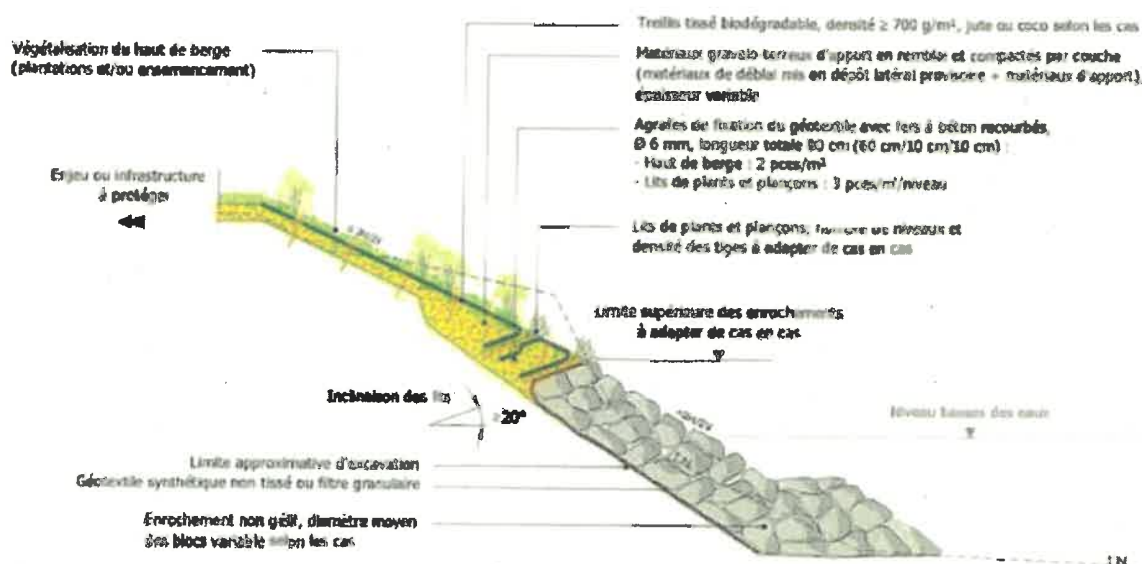 Treillis tissé biodégradable, densité ≥ 700 g/m², jute ou coco selon les cas
Végétalisation du haut de berge
(plantations et/ou ensemencement)
Matériaux gravelo-terreux d'apport en remblai et compactés par couche
(matériaux de déblai mis en dépôt latéral provisoire + matériaux d'apport),
épaisseur variable
Agrafes de fixation du géotextile avec fers à béton recourbés,
Ø 6 mm, longueur totale 80 cm (60 cm/10 cm/10 cm) :
- Haut de berge : 2 pces/m²
- Lits de plants et plançons : 3 pces/m²/niveau
Enjeu ou infrastructure
à protéger
Lits de plants et plançons, de niveaux et
densité des tiges à adapter de cas en cas
Limite supérieure des enrochements
à adapter de cas en cas
Inclinaison des lits
20°
Niveau basses des eaux
Limite approximative d'excavation
Géotextile synthétique non tissé ou filtre granulaire
Enrochement non gélif, diamètre moyen
des blocs variable selon les cas